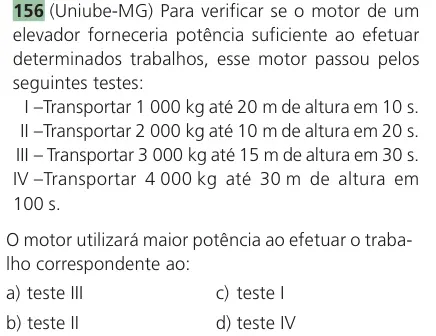 156 (Uniube-MG) Para verificar se o motor de um
elevador forneceria potência suficiente ao efetuar
determinados trabalhos, esse motor passou pelos
seguintes testes:
I –Transportar 1 000 kg até 20 m de altura em 10 s.
II –Transportar 2 000 kg até 10 m de altura em 20 s.
III – Transportar 3 000 kg até 15 m de altura em 30 s.
IV –Transportar 4 000 kg até 30 m de altura em
100 s.
O motor utilizará maior potência ao efetuar o traba-
lho correspondente ao:
a) teste III c) teste I
b) teste II d) teste IV